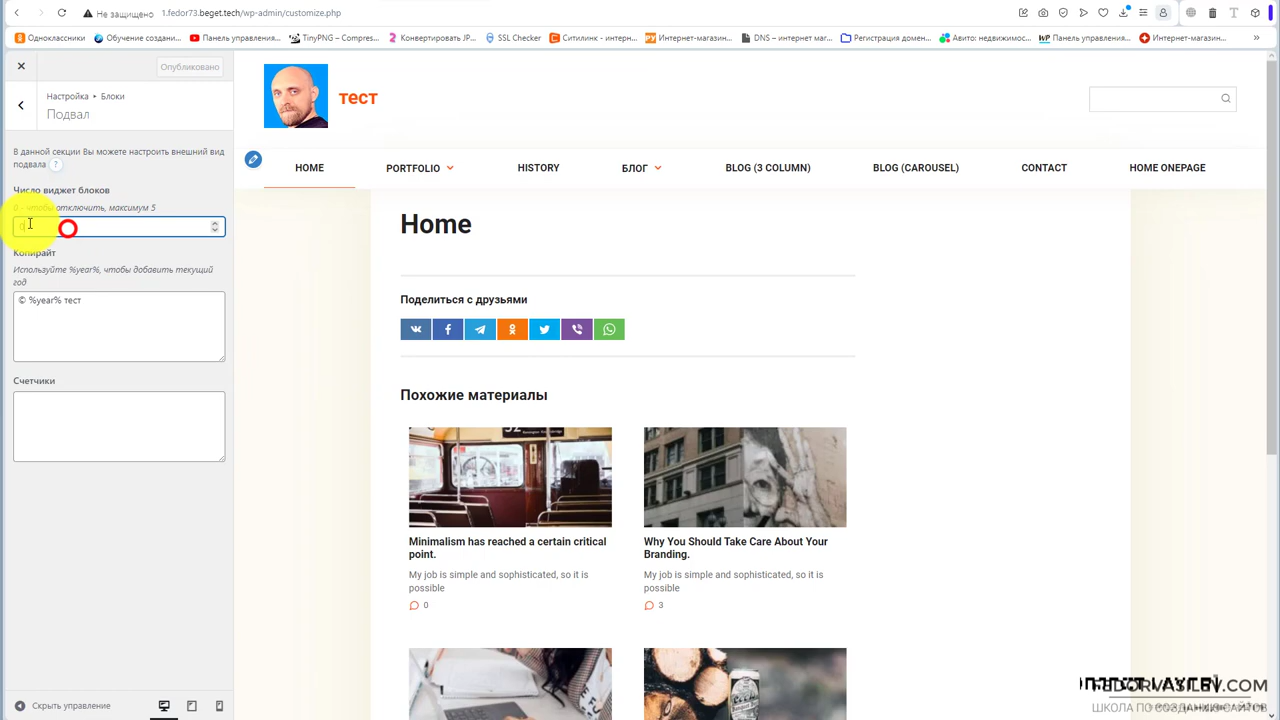 Не защищено
1.fedor73.beget.tech/wp-admin/customize.php
Одноклассники
Обучение создани...
Панель управления...
TinyPNG – Compres...
Конвертировать JP...
SSL Checker
Ситилинк - интерн...
Интернет-магазин...
DNS – интернет маг...
Регистрация домен...
Авито: недвижимос...
Панель управления...
Интернет-магазин...
Опубликовано
Настройка ▸ Блоки
Подвал
В данной секции Вы можете настроить внешний вид
подвала ?
Число виджет блоков
0 - чтобы отключить, максимум 5
Копирайт
Используйте %year%, чтобы добавить текущий
год
© %year% тест
Счетчики
Скрыть управление
тест
HOME
PORTFOLIO
HISTORY
БЛОГ
BLOG (3 COLUMN)
BLOG (CAROUSEL)
CONTACT
HOME ONEPAGE
Home
Поделиться с друзьями
Похожие материалы
Minimalism has reached a certain critical
point.
My job is simple and sophisticated, so it is
possible
0
Why You Should Take Care About Your
Branding.
My job is simple and sophisticated, so it is
possible
3
FEDORVASILEV.COM
ШКОЛА ПО СОЗДАНИЮ САЙТОВ